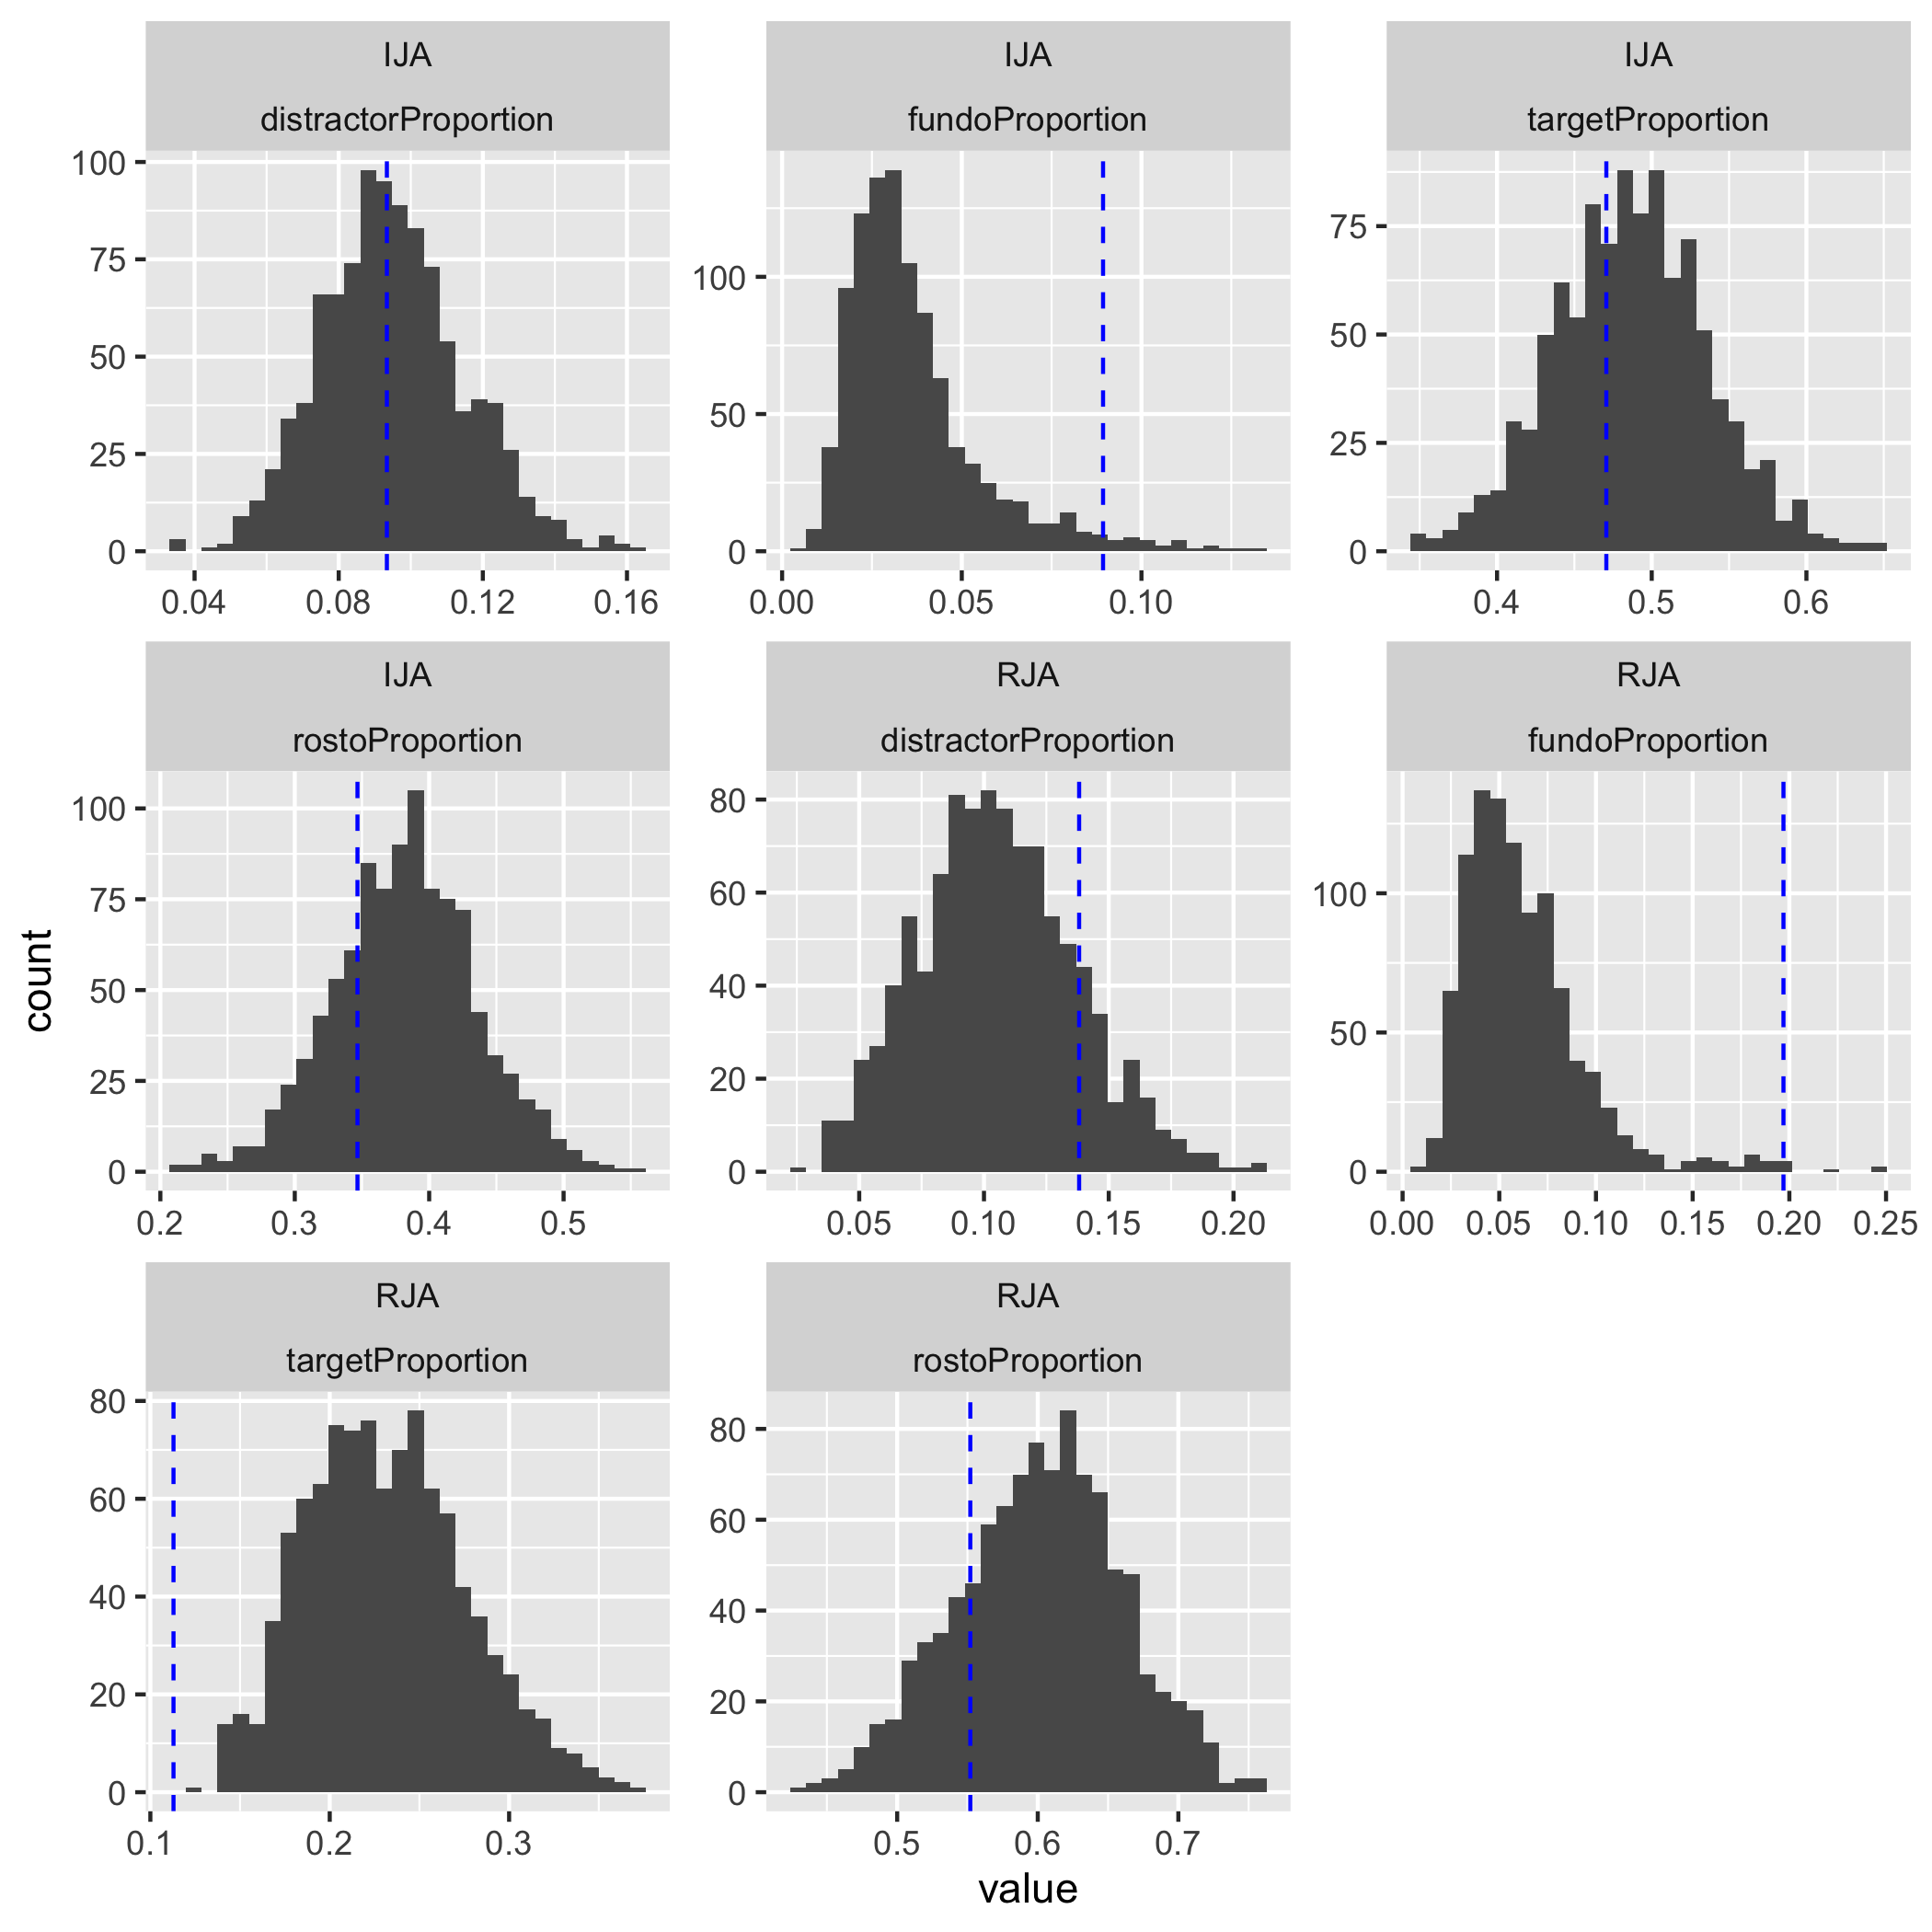 IJA
distractorProportion
100
75
50
25
0
0.04 0.08 0.12 0.16
IJA
fundoProportion
100
50
0
0.00 0.05 0.10
IJA
targetProportion
75
50
25
0
0.4 0.5 0.6
count
IJA
rostoProportion
100
75
50
25
0
0.2 0.3 0.4 0.5
RJA
distractorProportion
80
60
40
20
0
0.05 0.10 0.15 0.20
RJA
fundoProportion
100
50
0
0.00 0.05 0.10 0.15 0.20 0.25
RJA
targetProportion
80
60
40
20
0
0.1 0.2 0.3
RJA
rostoProportion
80
60
40
20
0
0.5 0.6 0.7
value